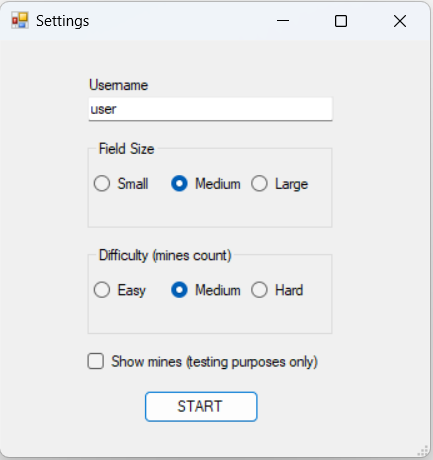 Settings
Username
user
Field Size
Small Medium Large
Difficulty (mines count)
Easy Medium Hard
Show mines (testing purposes only)
START